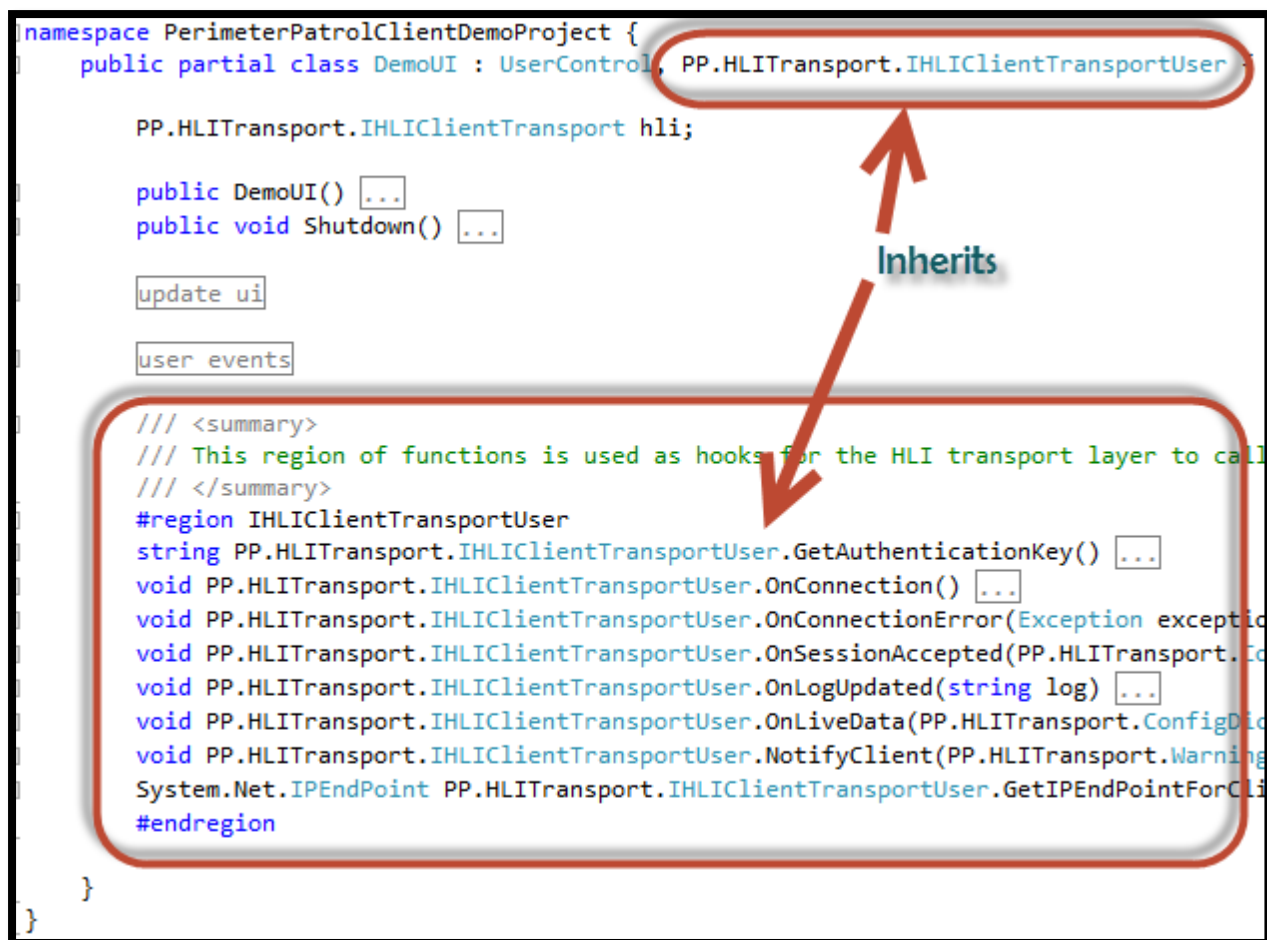 namespace PerimeterPatrolClientDemoProject {
public partial class DemoUI : UserControl, PP.HLITransport.IHLIClientTransportUser {
PP.HLITransport.IHLIClientTransport hli;
public DemoUI() ...
public void Shutdown() ...
Inherits
update ui
user events
/// <summary>
/// This region of functions is used as hooks for the HLI transport layer to call
/// </summary>
#region IHLIClientTransportUser
string PP.HLITransport.IHLIClientTransportUser.GetAuthenticationKey() ...
void PP.HLITransport.IHLIClientTransportUser.OnConnection() ...
void PP.HLITransport.IHLIClientTransportUser.OnConnectionError(Exception exceptio
void PP.HLITransport.IHLIClientTransportUser.OnSessionAccepted(PP.HLITransport.Co
void PP.HLITransport.IHLIClientTransportUser.OnLogUpdated(string log) ...
void PP.HLITransport.IHLIClientTransportUser.OnLiveData(PP.HLITransport.ConfigDic
void PP.HLITransport.IHLIClientTransportUser.NotifyClient(PP.HLITransport.Warning
System.Net.IPEndPoint PP.HLITransport.IHLIClientTransportUser.GetIPEndPointForCli
#endregion
}
}